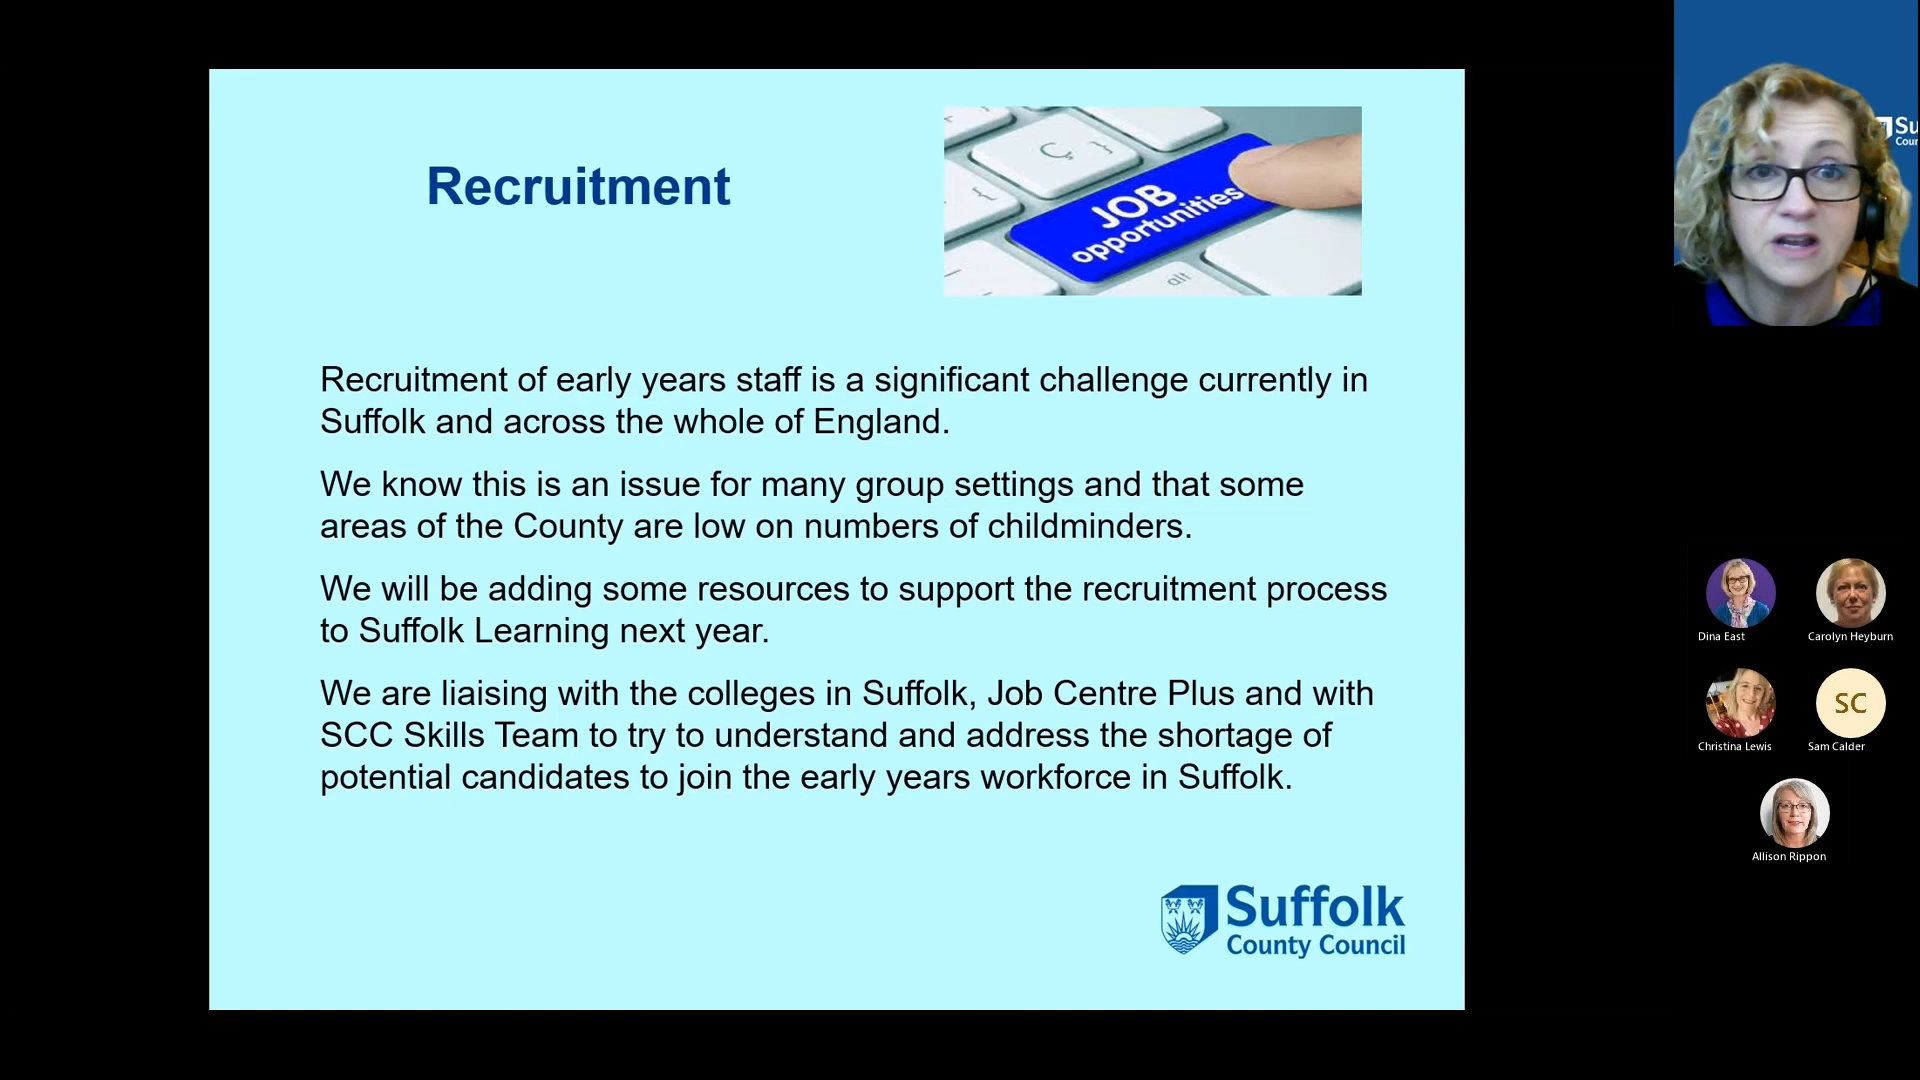 Recruitment
JOB
opportunities
alt
Recruitment of early years staff is a significant challenge currently in
Suffolk and across the whole of England.
We know this is an issue for many group settings and that some
areas of the County are low on numbers of childminders.
We will be adding some resources to support the recruitment process
to Suffolk Learning next year.
We are liaising with the colleges in Suffolk, Job Centre Plus and with
SCC Skills Team to try to understand and address the shortage of
potential candidates to join the early years workforce in Suffolk.
Suffolk
County Council
Su
Coun
Dina East
Carolyn Heyburn
SC
Christina Lewis
Sam Calder
Allison Rippon